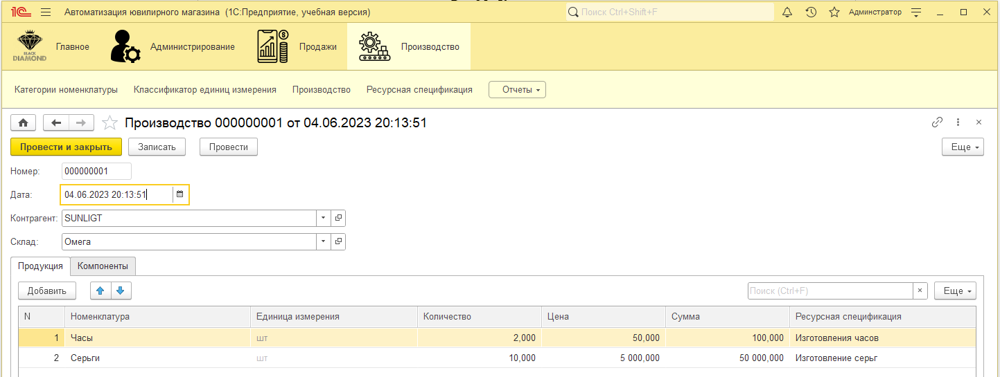 1С Автоматизация ювилирного магазина (1С:Предприятие, учебная версия) Поиск Ctrl+Shift+F Админстратор
BLACK DIAMOND Главное Администрирование Продажи Производство
Категории номенклатуры Классификатор единиц измерения Производство Ресурсная спецификация Отчеты
Производство 000000001 от 04.06.2023 20:13:51
Провести и закрыть Записать Провести Еще
Номер: 000000001
Дата: 04.06.2023 20:13:51
Контрагент: SUNLIGT
Склад: Омега
Продукция Компоненты
Добавить Поиск (Ctrl+F) × Еще
N Номенклатура Единица измерения Количество Цена Сумма Ресурсная спецификация
1 Часы шт 2,000 50,000 100,000 Изготовления часов
2 Серьги шт 10,000 5 000,000 50 000,000 Изготовление серьг